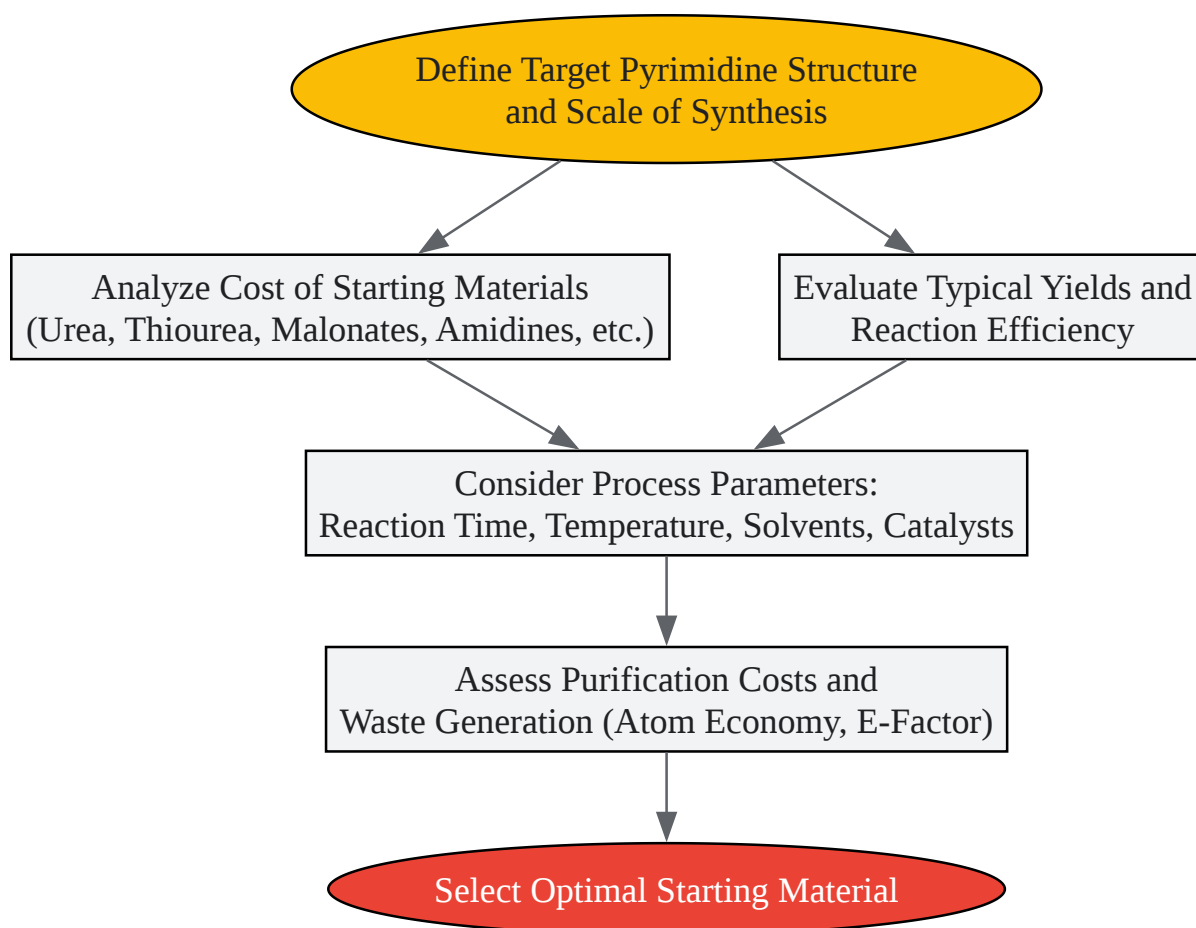 Define Target Pyrimidine Structure
and Scale of Synthesis
Analyze Cost of Starting Materials
(Urea, Thiourea, Malonates, Amidines, etc.)
Evaluate Typical Yields and
Reaction Efficiency
Consider Process Parameters:
Reaction Time, Temperature, Solvents, Catalysts
Assess Purification Costs and
Waste Generation (Atom Economy, E-Factor)
Select Optimal Starting Material